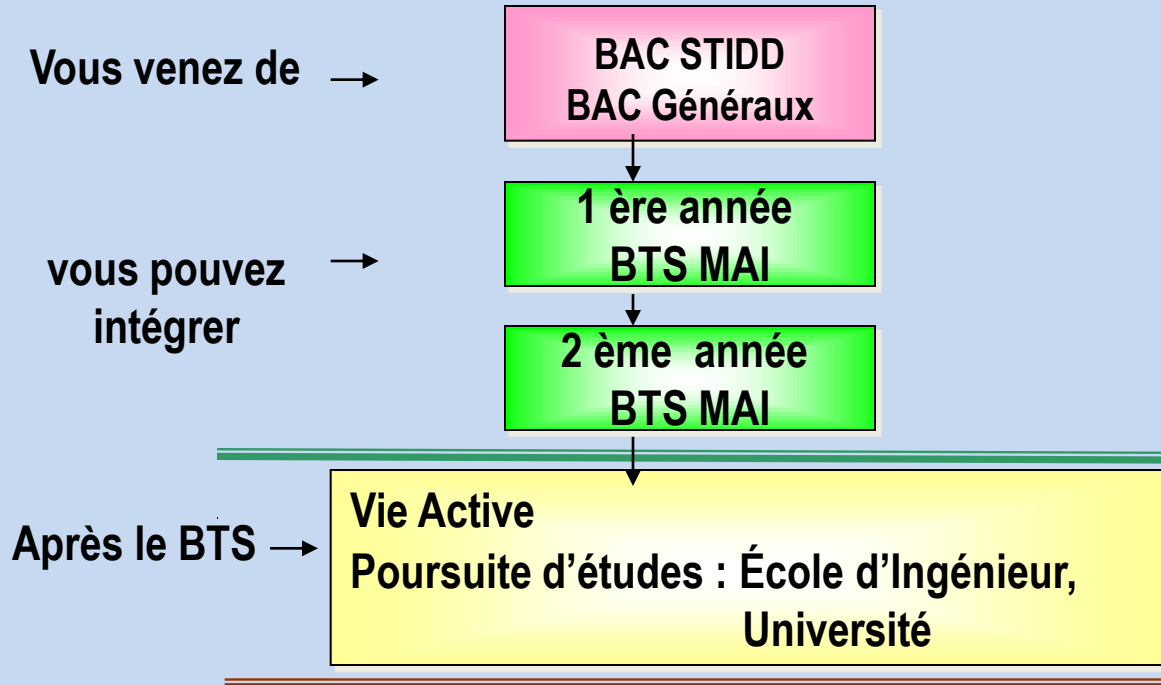 Vous venez de
BAC STIDD
BAC Généraux
vous pouvez
intégrer
1 ère année
BTS MAI
2 ème année
BTS MAI
Après le BTS
Vie Active
Poursuite d’études : École d’Ingénieur,
Université